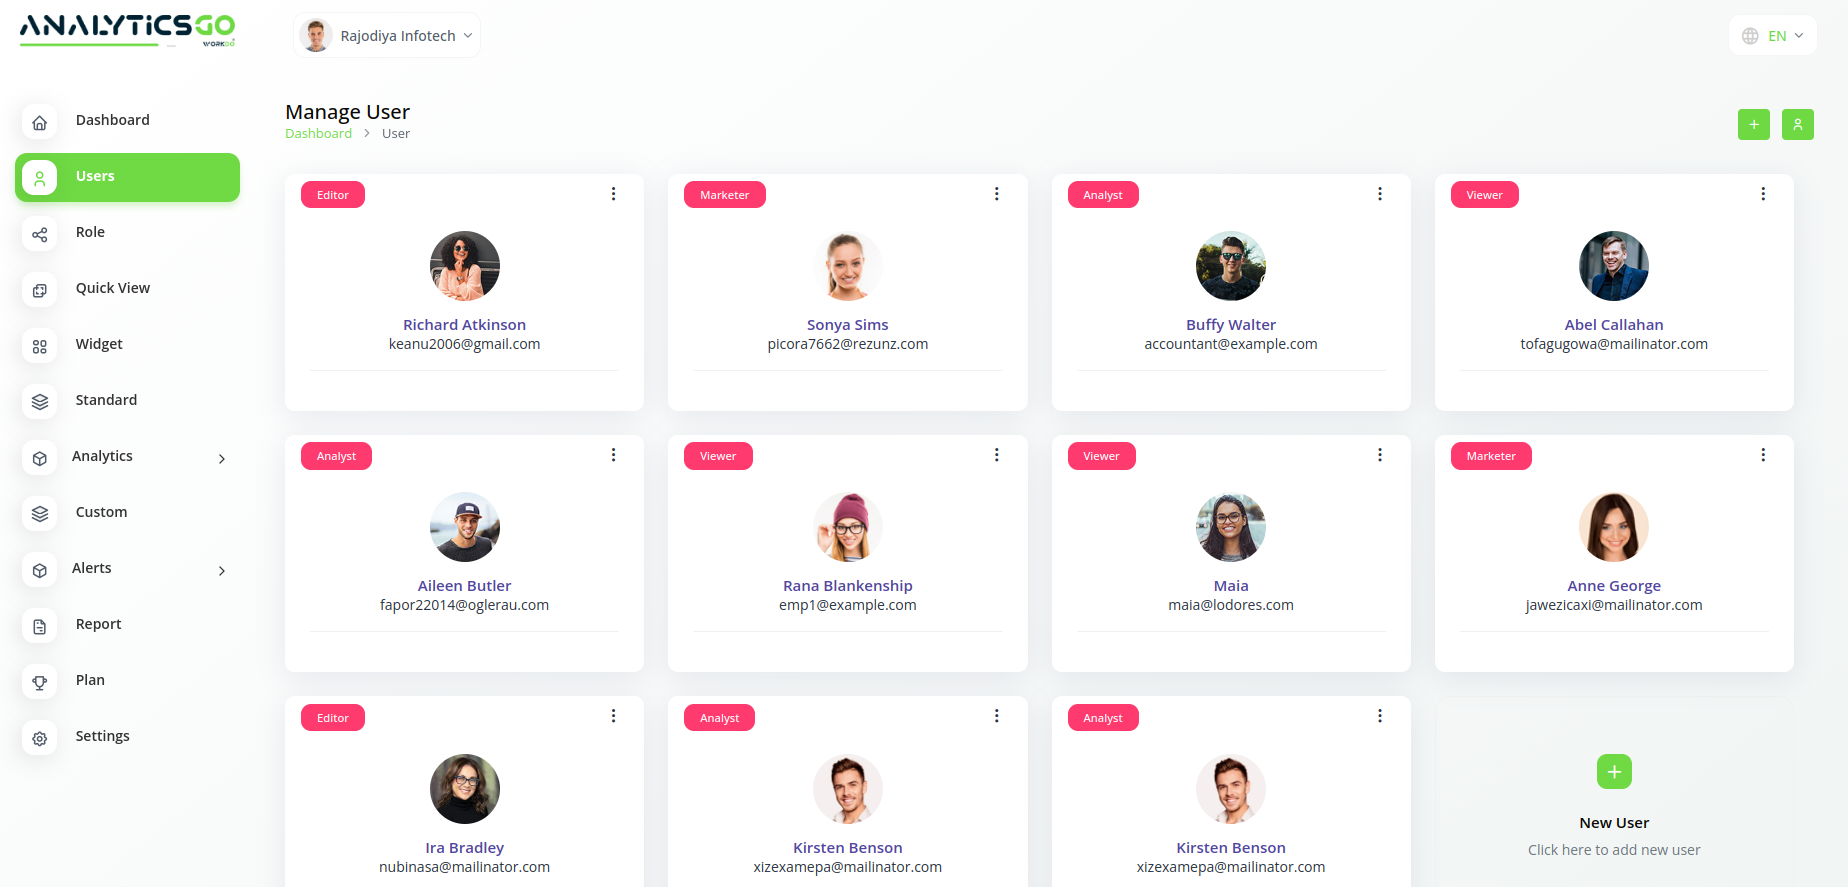 ANALYTiCSGO
WORKDO
Rajodiya Infotech
EN
Dashboard
Users
Role
Quick View
Widget
Standard
Analytics
Custom
Alerts
Report
Plan
Settings
Manage User
Dashboard > User
Editor
Richard Atkinson
keanu2006@gmail.com
Marketer
Sonya Sims
picora7662@rezunz.com
Analyst
Buffy Walter
accountant@example.com
Viewer
Abel Callahan
tofagugowa@mailinator.com
Analyst
Aileen Butler
fapor22014@oglerau.com
Viewer
Rana Blankenship
emp1@example.com
Viewer
Maia
maia@lodores.com
Marketer
Anne George
jawezicaxi@mailinator.com
Editor
Ira Bradley
nubinasa@mailinator.com
Analyst
Kirsten Benson
xizexamepa@mailinator.com
Analyst
Kirsten Benson
xizexamepa@mailinator.com
New User
Click here to add new user